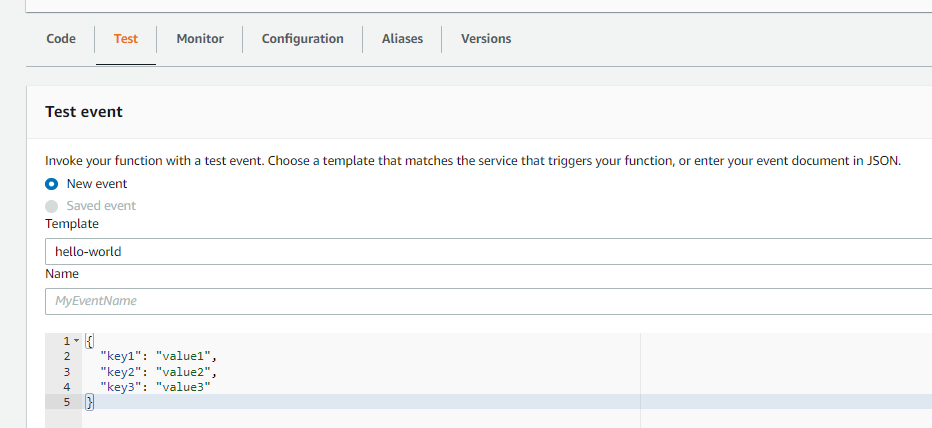 Code Test Monitor Configuration Aliases Versions
Test event
Invoke your function with a test event. Choose a template that matches the service that triggers your function, or enter your event document in JSON.
New event
Saved event
Template
hello-world
Name
MyEventName
1 {
2 "key1": "value1",
3 "key2": "value2",
4 "key3": "value3"
5 }